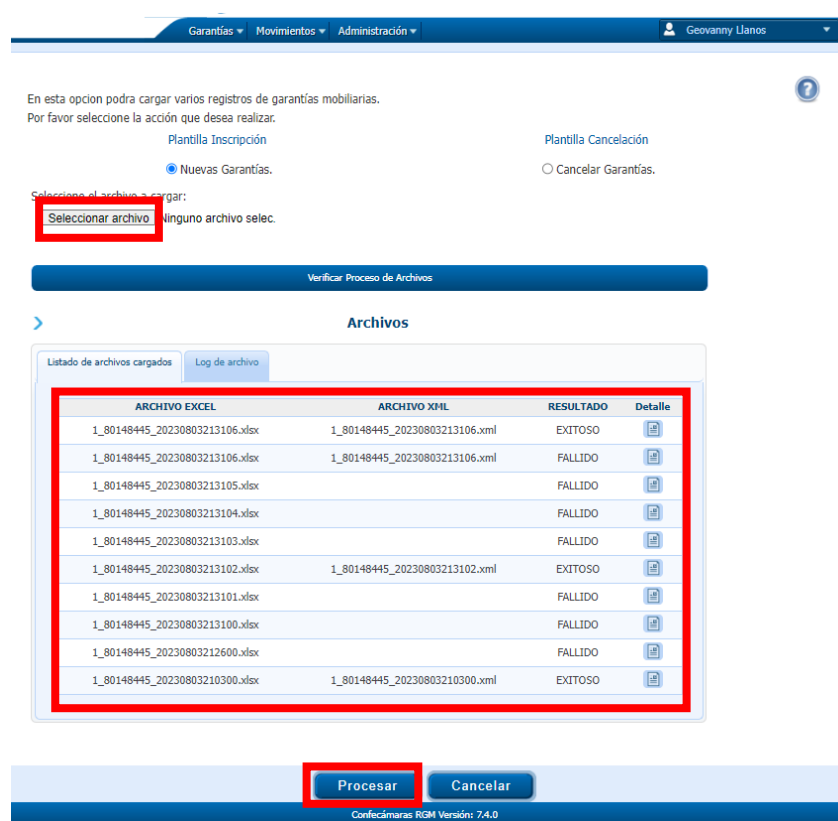 Garantías Movimientos Administración Geovanny Llanos
En esta opcion podra cargar varios registros de garantías mobiliarias.
Por favor seleccione la acción que desea realizar.
Plantilla Inscripción Plantilla Cancelación
Nuevas Garantías. Cancelar Garantías.
Seleccione el archivo a cargar:
Seleccionar archivo Ninguno archivo selec.
Verificar Proceso de Archivos
Archivos
Listado de archivos cargados Log de archivo
ARCHIVO EXCEL ARCHIVO XML RESULTADO Detalle
1_80148445_20230803213106.xlsx 1_80148445_20230803213106.xml EXITOSO
1_80148445_20230803213106.xlsx 1_80148445_20230803213106.xml FALLIDO
1_80148445_20230803213105.xlsx FALLIDO
1_80148445_20230803213104.xlsx FALLIDO
1_80148445_20230803213103.xlsx FALLIDO
1_80148445_20230803213102.xlsx 1_80148445_20230803213102.xml EXITOSO
1_80148445_20230803213101.xlsx FALLIDO
1_80148445_20230803213100.xlsx FALLIDO
1_80148445_20230803212600.xlsx FALLIDO
1_80148445_20230803210300.xlsx 1_80148445_20230803210300.xml EXITOSO
Procesar Cancelar
Confecámaras RGM Versión: 7.4.0